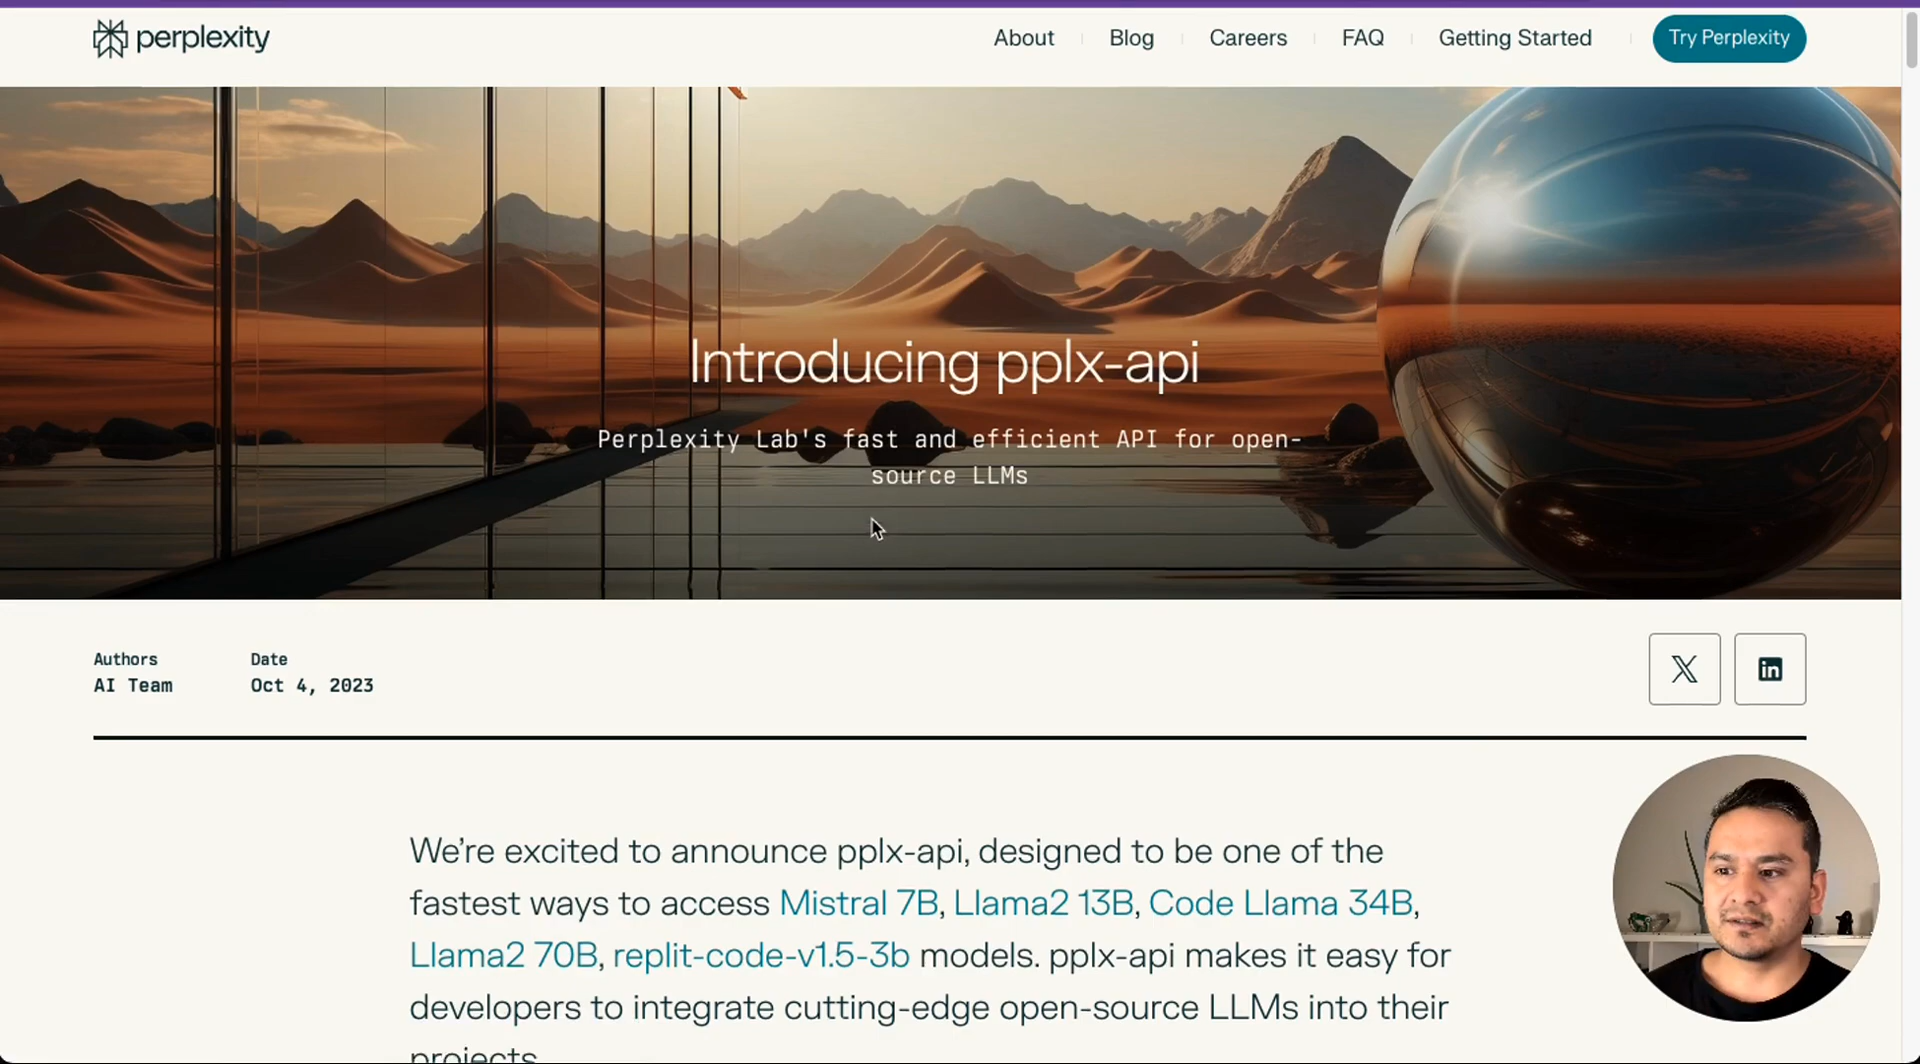 perplexity
About
Blog
Careers
FAQ
Getting Started
Try Perplexity
Introducing pplx-api
Perplexity Lab's fast and efficient API for open-
source LLMs
Authors
AI Team
Date
Oct 4, 2023
We're excited to announce pplx-api, designed to be one of the
fastest ways to access Mistral 7B, Llama2 13B, Code Llama 34B,
Llama2 70B, replit-code-v1.5-3b models. pplx-api makes it easy for
developers to integrate cutting-edge open-source LLMs into their
projects.